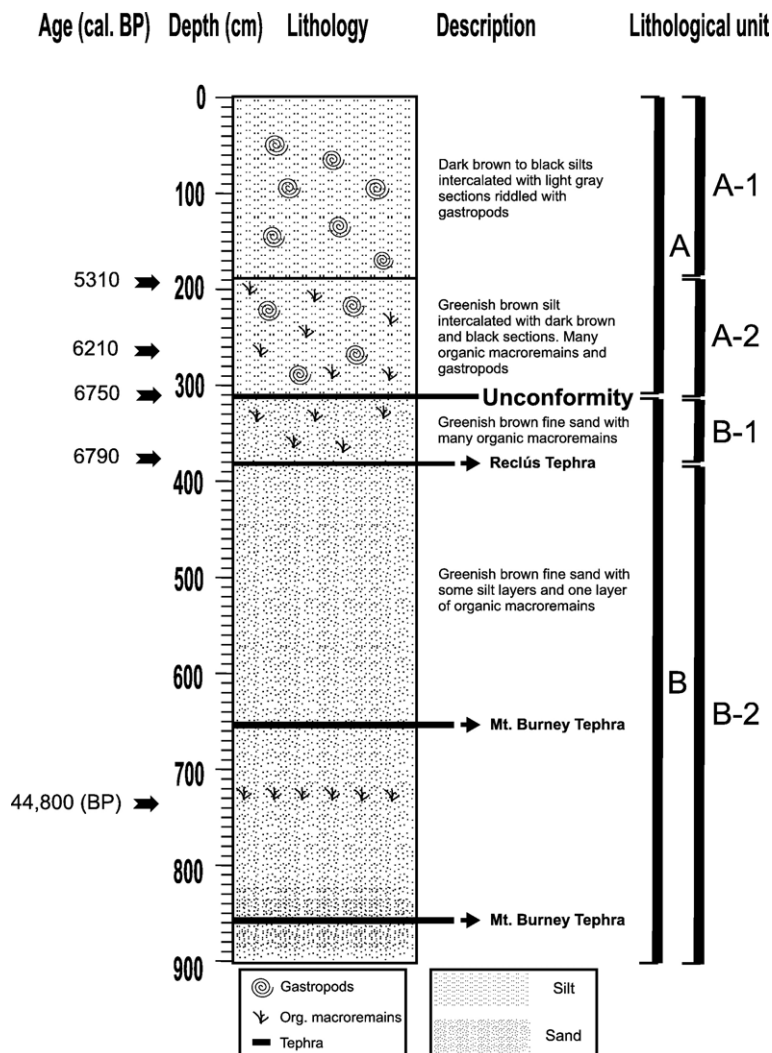 Age (cal. BP) Depth (cm) Lithology Description Lithological unit
0
Dark brown to black silts
intercalated with light gray
sections riddled with
gastropods
100
A-1
A
5310
200
Greenish brown silt
intercalated with dark brown
and black sections. Many
organic macroremains and
gastropods
A-2
6210
300
6750
Unconformity
Greenish brown fine sand with
many organic macroremains
B-1
6790
Reclús Tephra
400
500
Greenish brown fine sand with
some silt layers and one layer
of organic macroremains
600
B
B-2
Mt. Burney Tephra
700
44,800 (BP)
800
Mt. Burney Tephra
900
Gastropods
Org. macroremains
Tephra
Silt
Sand